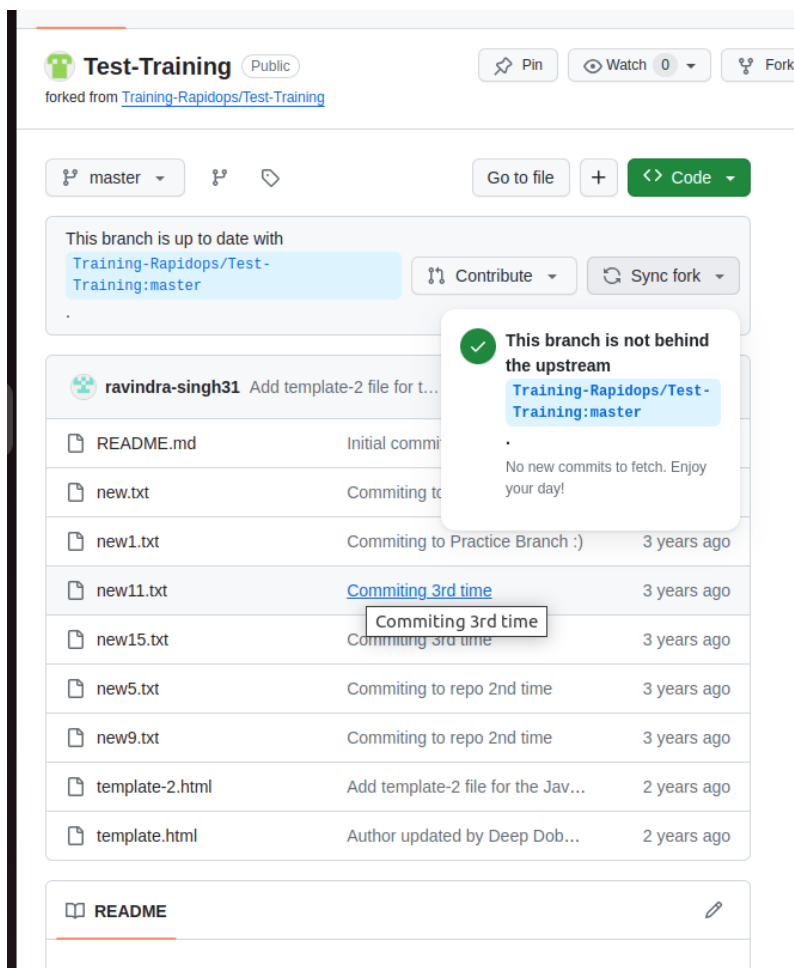 Test-Training Public Pin Watch 0 Fork
forked from Training-Rapidops/Test-Training
master Go to file + Code
This branch is up to date with
Training-Rapidops/Test-
Training:master
.
Contribute Sync fork
This branch is not behind
the upstream
Training-Rapidops/Test-
Training:master
.
No new commits to fetch. Enjoy
your day!
ravindra-singh31 Add template-2 file for t...
README.md Initial commi
new.txt Commiting to
new1.txt Commiting to Practice Branch :) 3 years ago
new11.txt Commiting 3rd time 3 years ago
Commiting 3rd time
new15.txt Commiting 3rd time 3 years ago
new5.txt Commiting to repo 2nd time 3 years ago
new9.txt Commiting to repo 2nd time 3 years ago
template-2.html Add template-2 file for the Jav... 2 years ago
template.html Author updated by Deep Dob... 2 years ago
README